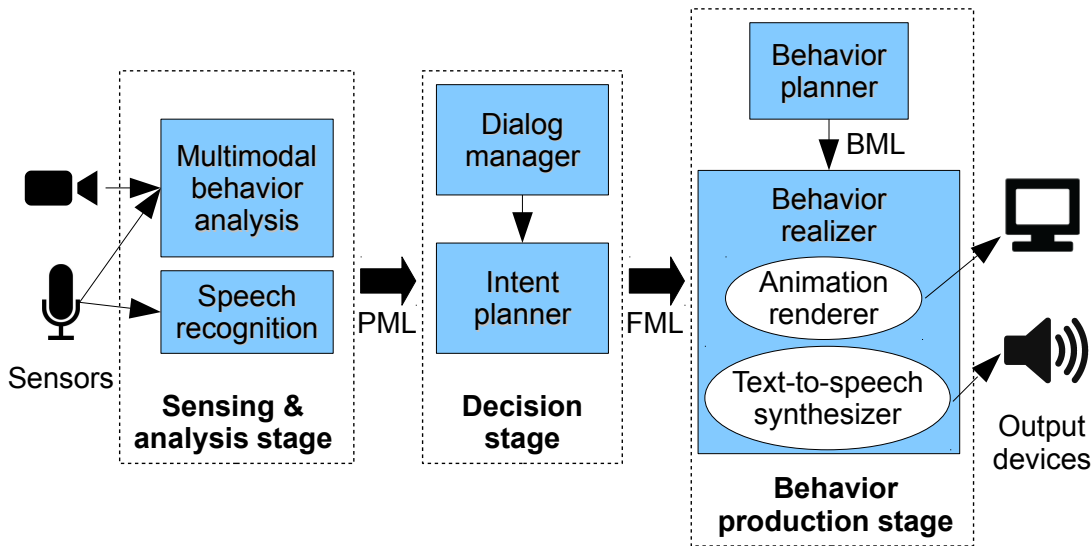 Sensors
Multimodal
behavior
analysis
Speech
recognition
Sensing &
analysis stage
PML
Dialog
manager
Intent
planner
Decision
stage
FML
Behavior
planner
BML
Behavior
realizer
Animation
renderer
Text-to-speech
synthesizer
Behavior
production stage
Output
devices